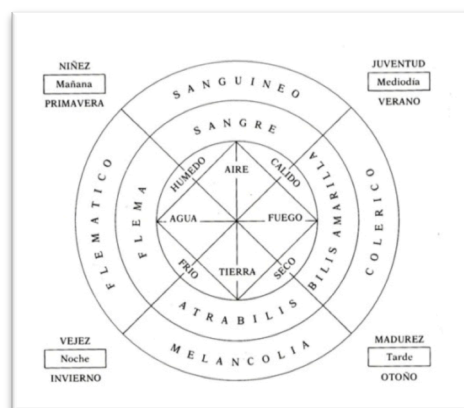 NIÑEZ
Mañana
PRIMAVERA
JUVENTUD
Mediodía
VERANO
SANGUINEO
SANGRE
HUMEDO
AIRE
CALIDO
FLEMATICO
FLEMA
AGUA
FUEGO
BILIS AMARILLA
COLERICO
FRIO
TIERRA
SECO
ATRABILIS
MELANCOLIA
VEJEZ
Noche
INVIERNO
MADUREZ
Tarde
OTOÑO